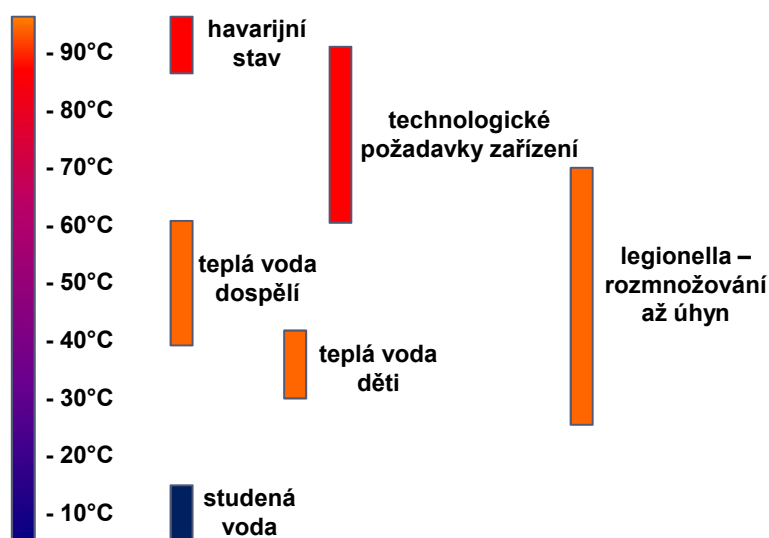 - 90°C
- 80°C
- 70°C
- 60°C
- 50°C
- 40°C
- 30°C
- 20°C
- 10°C
havarijní
stav
technologické
požadavky zařízení
teplá voda
dospělí
legionella –
rozmnožování
až úhyn
teplá voda
děti
studená
voda